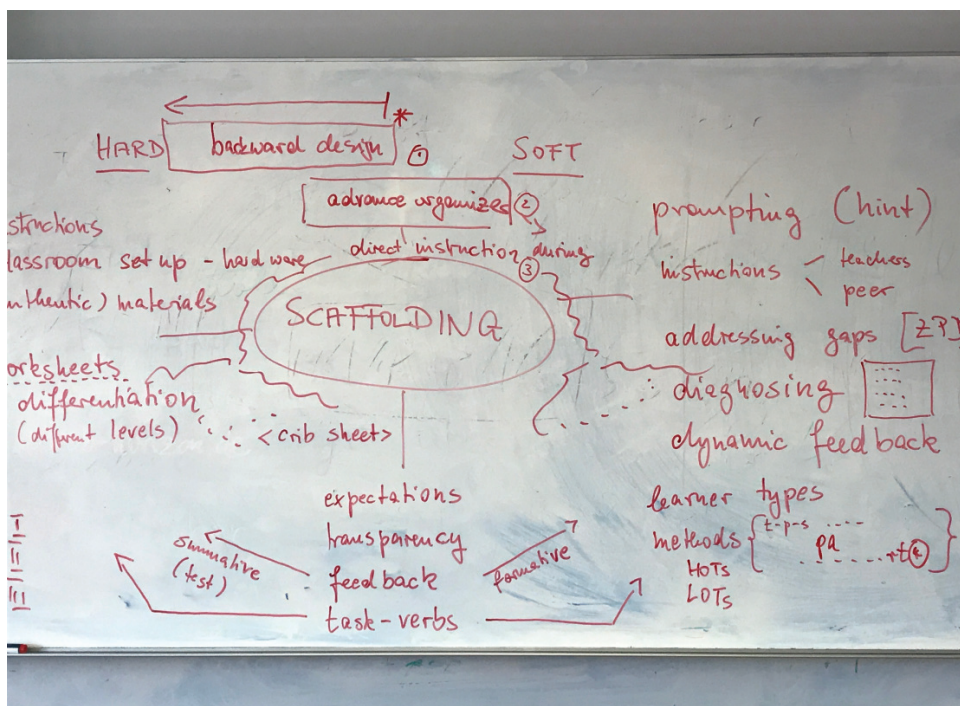 HARD
backward design
*
①
SOFT
advance organizes ②
direct instruction during
③
SCAFFOLDING
structions
lassroom set up - hardware
uthentic) materials
orksheets
differentiation
(different levels)
<crib sheet>
prompting (hint)
instructions
teachers
peer
addressing gaps [ZP
diagnosing
dynamic feedback
expectations
transparency
feedback
task-verbs
summative
(test)
formative
I
II
III
learner types
methods { t-p-s
pa
HOTs
LOTs